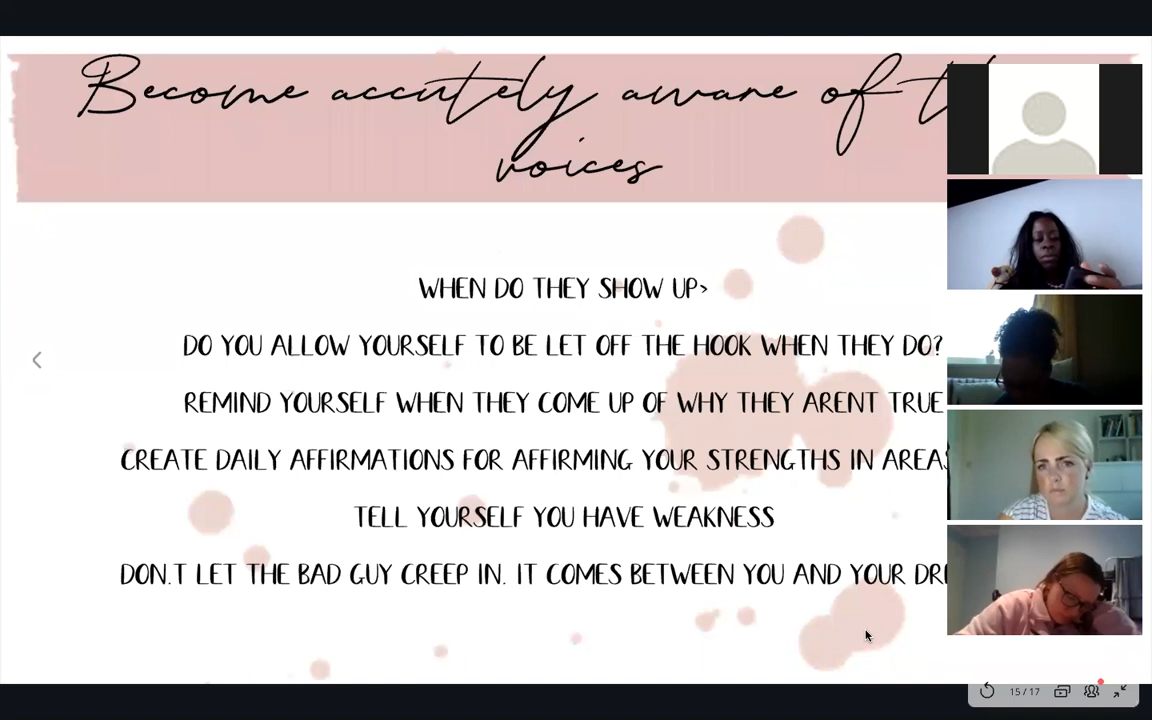 Become accutely aware of
voices
WHEN DO THEY SHOW UP>
DO YOU ALLOW YOURSELF TO BE LET OFF THE HOOK WHEN THEY DO?
REMIND YOURSELF WHEN THEY COME UP OF WHY THEY ARENT TRUE
CREATE DAILY AFFIRMATIONS FOR AFFIRMING YOUR STRENGTHS IN
TELL YOURSELF YOU HAVE WEAKNESS
DON.T LET THE BAD GUY CREEP IN. IT COMES BETWEEN YOU AND YOUR
15 / 17